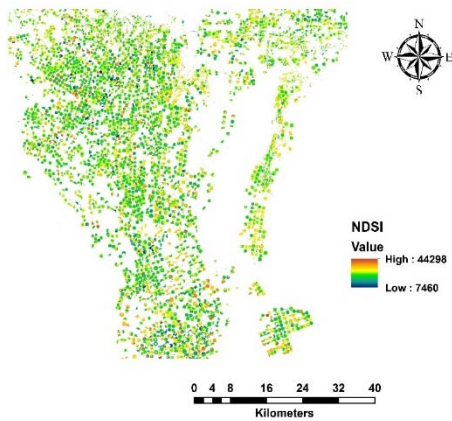 N
W E
S
NDSI
Value
High : 44298
Low : 7460
0 4 8 16 24 32 40
Kilometers